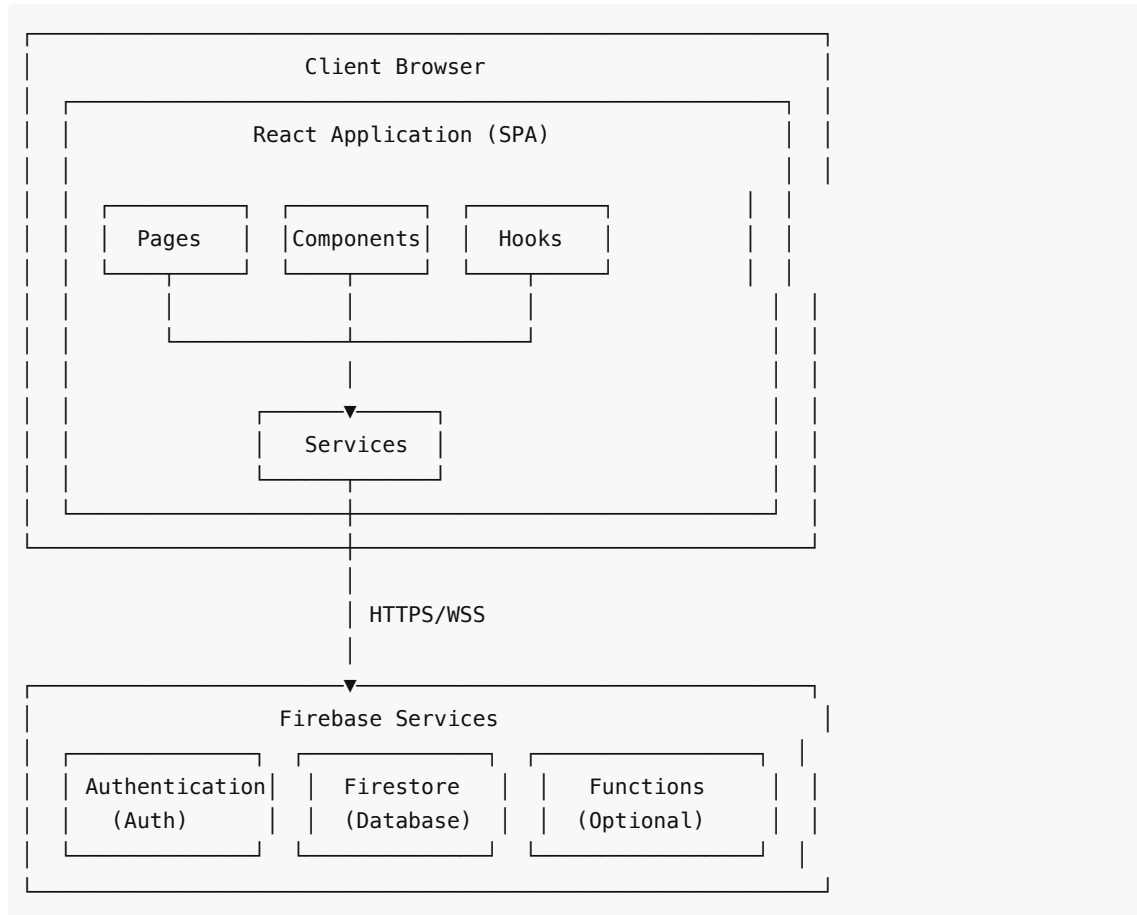 Client Browser
React Application (SPA)
Pages Components Hooks
Services
HTTPS/WSS
Firebase Services
Authentication Firestore Functions
(Auth) (Database) (Optional)